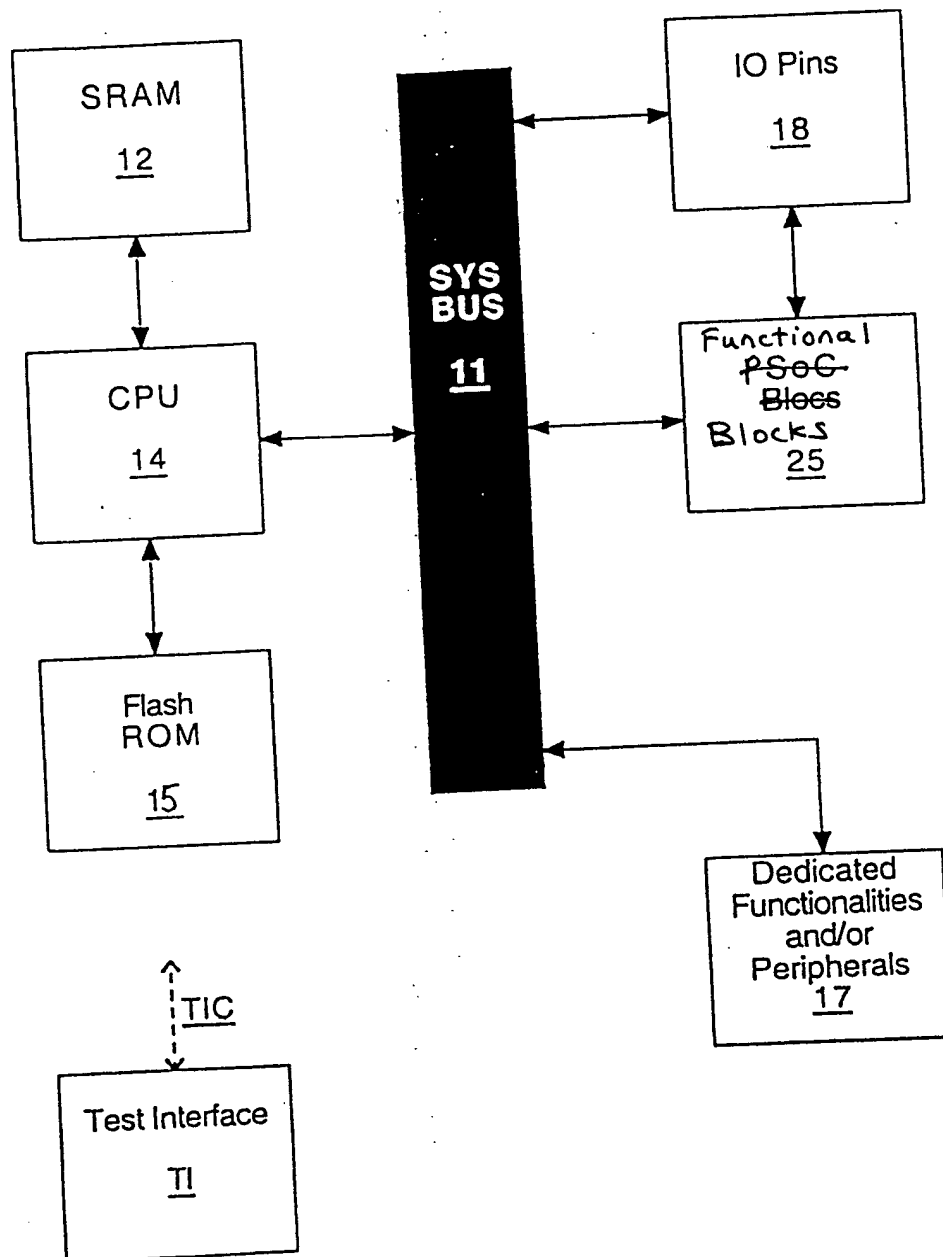 SRAM
12
CPU
14
Flash
ROM
15
TIC
Test Interface
TI
SYS
BUS
11
IO Pins
18
Functional
PSoC
Blocs
Blocks
25
Dedicated
Functionalities
and/or
Peripherals
17